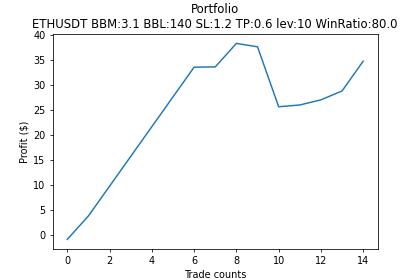 Portfolio
ETHUSDT BBM:3.1 BBL:140 SL:1.2 TP:0.6 lev:10 WinRatio:80.0
40
35
30
25
20
15
10
5
0
Profit ($)
0 2 4 6 8 10 12 14
Trade counts